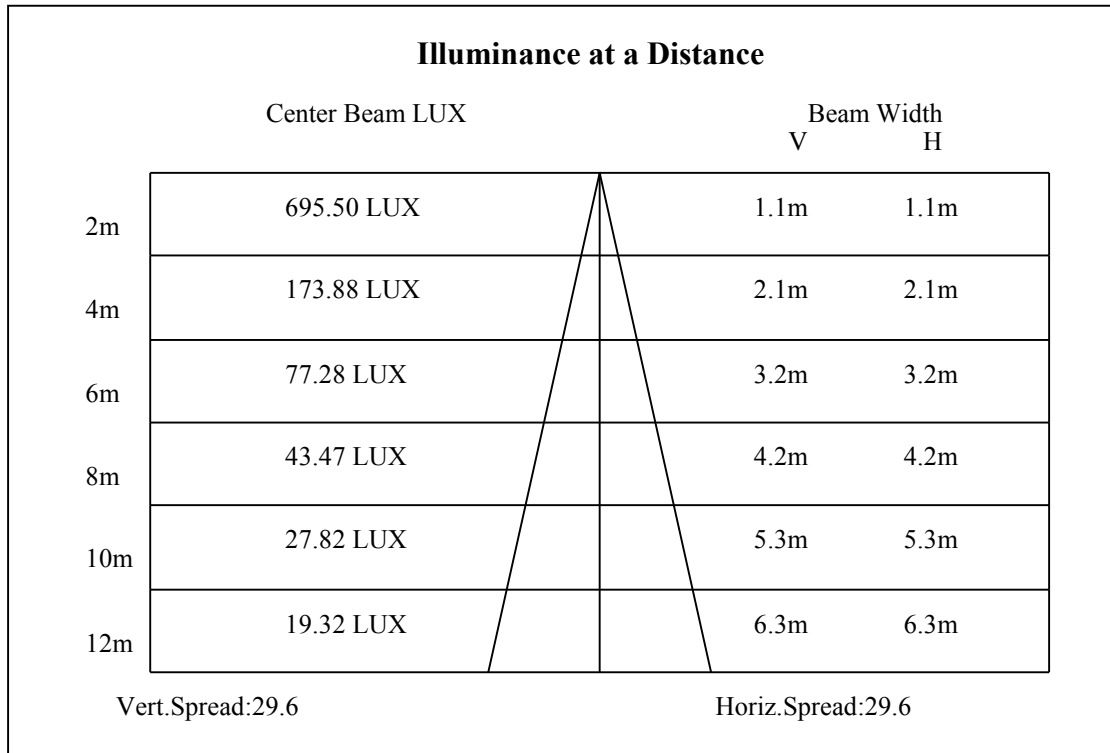 Illuminance at a Distance
Center Beam LUX Beam Width
V H
2m 695.50 LUX 1.1m 1.1m
4m 173.88 LUX 2.1m 2.1m
6m 77.28 LUX 3.2m 3.2m
8m 43.47 LUX 4.2m 4.2m
10m 27.82 LUX 5.3m 5.3m
12m 19.32 LUX 6.3m 6.3m
Vert.Spread:29.6 Horiz.Spread:29.6